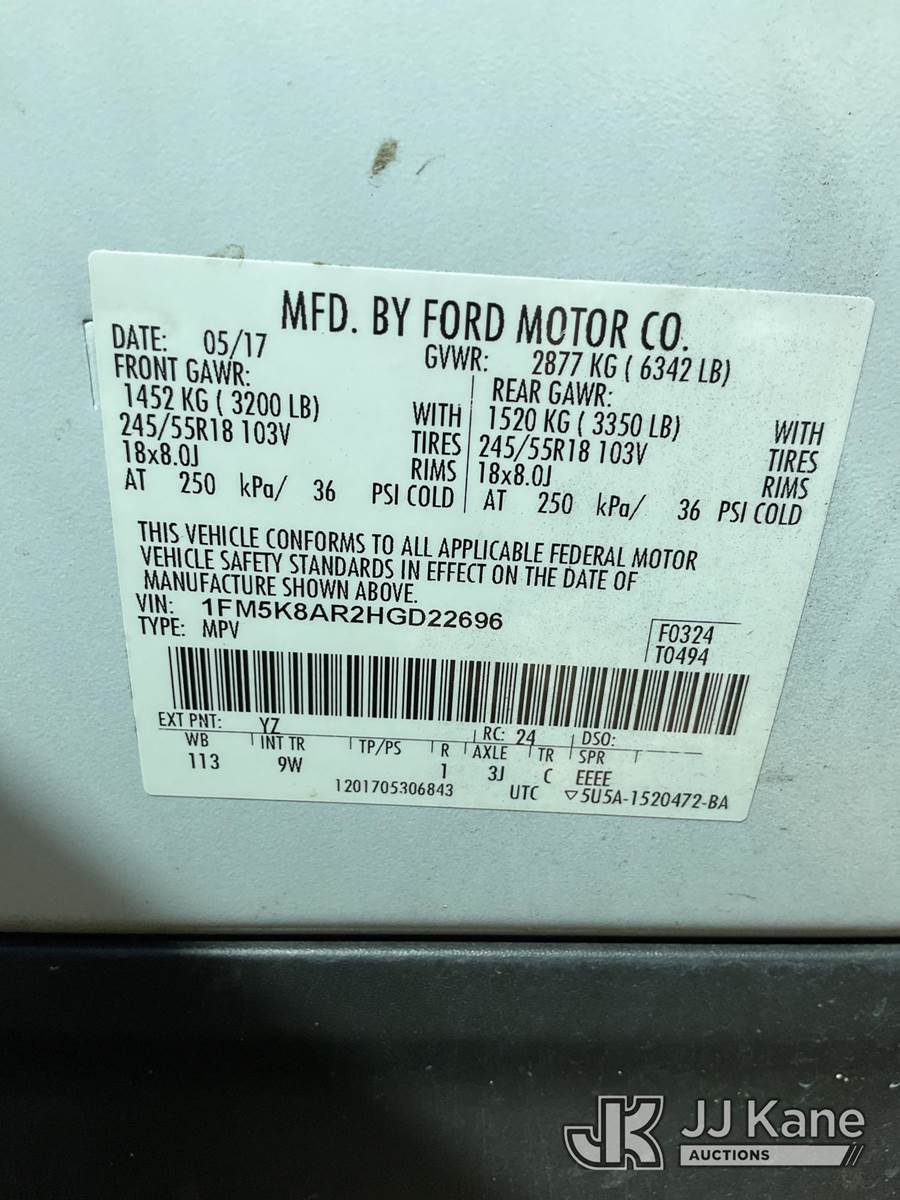 MFD. BY FORD MOTOR CO.
DATE: 05/17 GVWR: 2877 KG ( 6342 LB)
FRONT GAWR: REAR GAWR:
1452 KG ( 3200 LB) WITH 1520 KG ( 3350 LB) WITH
245/55R18 103V TIRES 245/55R18 103V TIRES
18x8.0J RIMS 18x8.0J RIMS
AT 250 kPa/ 36 PSI COLD AT 250 kPa/ 36 PSI COLD
THIS VEHICLE CONFORMS TO ALL APPLICABLE FEDERAL MOTOR
VEHICLE SAFETY STANDARDS IN EFFECT ON THE DATE OF
MANUFACTURE SHOWN ABOVE.
VIN: 1FM5K8AR2HGD22696
TYPE: MPV F0324
T0494
EXT PNT: YZ RC: 24 DSO:
WB INT TR TP/PS R AXLE TR SPR
113 9W 1 3J C EEEE
1201705306843 UTC ▽5U5A-1520472-BA
JK JJ Kane
AUCTIONS